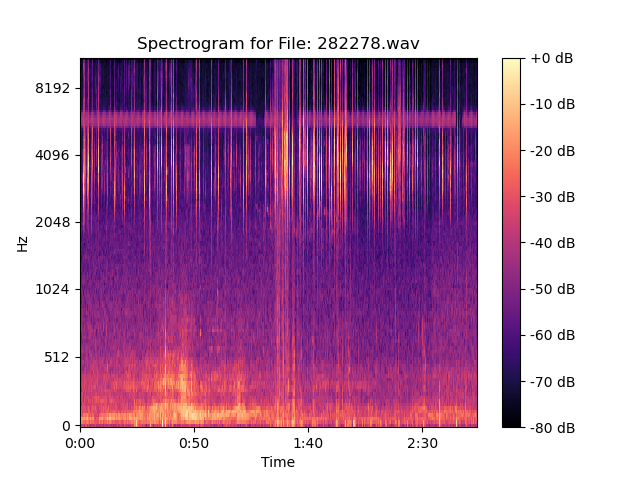 Spectrogram for File: 282278.wav
+0 dB
8192
-10 dB
-20 dB
4096
-30 dB
2048
-40 dB
Hz
1024
-50 dB
-60 dB
512
-70 dB
0
-80 dB
0:00 0:50 1:40 2:30
Time